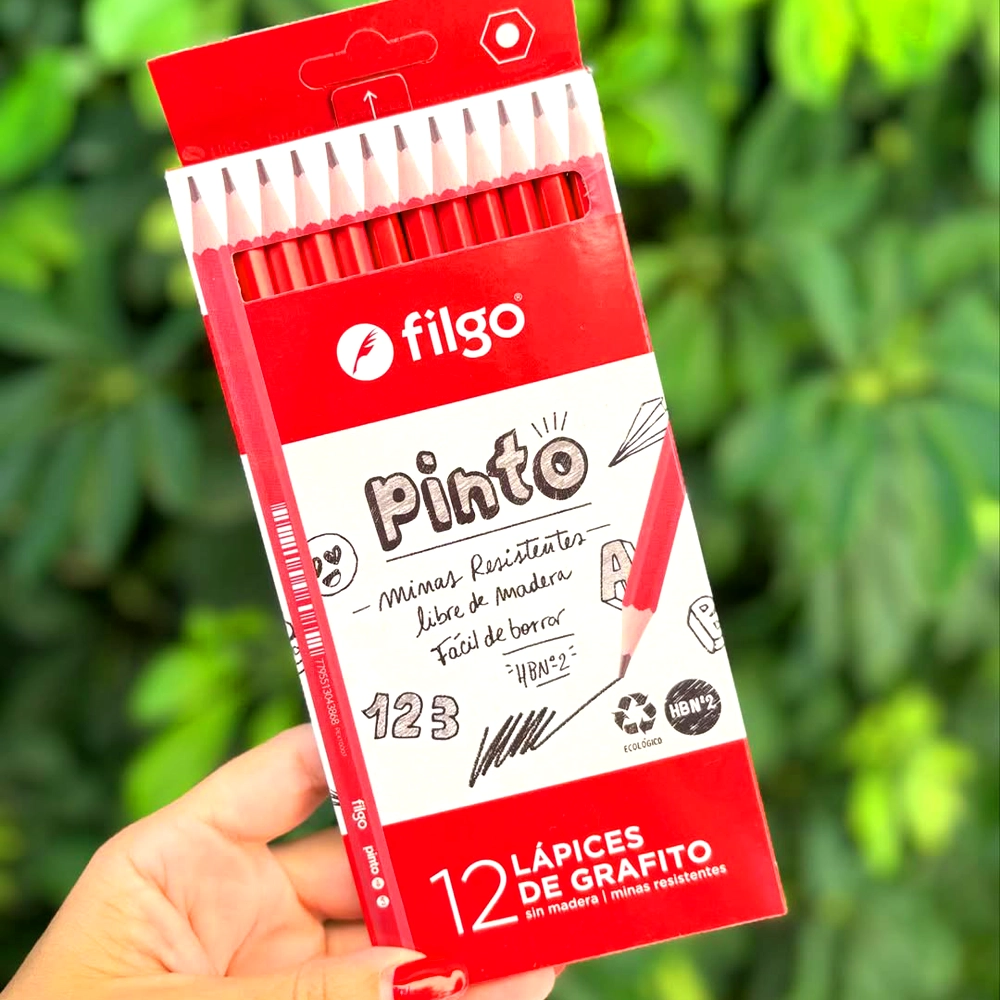 filgo®
pinto
minas Resistentes
libre de madera
Fácil de borrar
HBNº2
A
B
123
ECOLÓGICO
HBNº2
12 LÁPICES
DE GRAFITO
sin madera | minas resistentes
7795513043868
filgo pinto